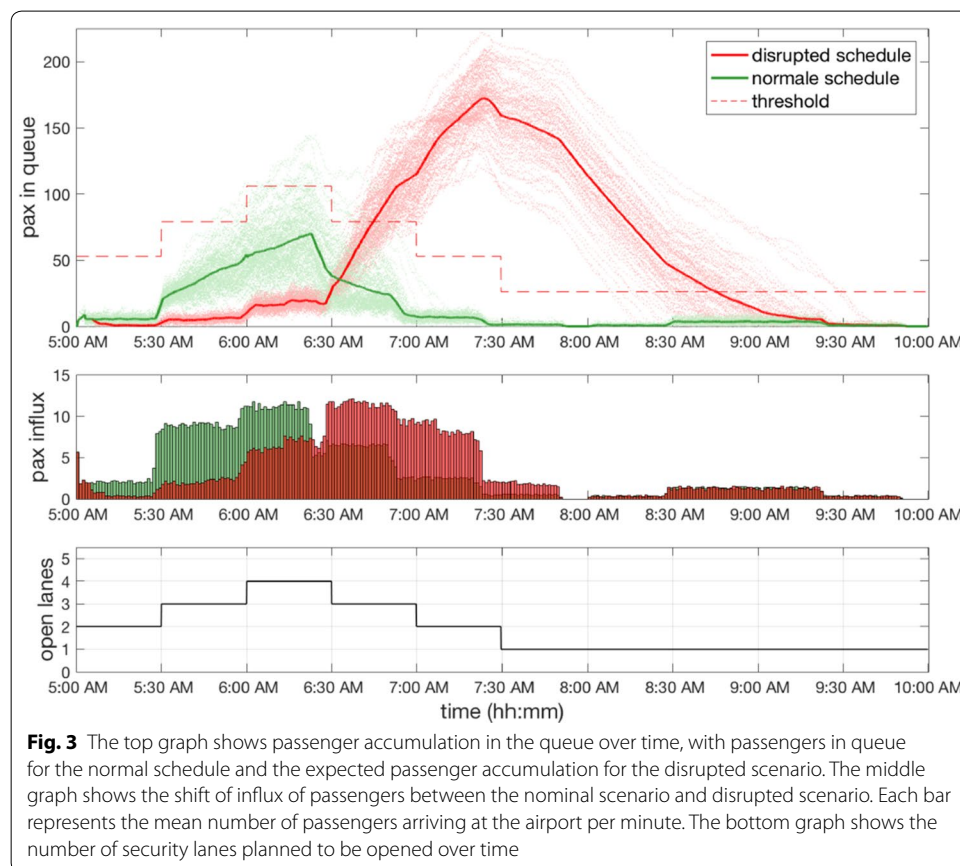 200
150
100
50
0
pax in queue
disrupted schedule
normale schedule
threshold
5:00 AM 5:30 AM 6:00 AM 6:30 AM 7:00 AM 7:30 AM 8:00 AM 8:30 AM 9:00 AM 9:30 AM 10:00 AM
15
10
5
0
pax influx
5:00 AM 5:30 AM 6:00 AM 6:30 AM 7:00 AM 7:30 AM 8:00 AM 8:30 AM 9:00 AM 9:30 AM 10:00 AM
5
4
3
2
1
0
open lanes
5:00 AM 5:30 AM 6:00 AM 6:30 AM 7:00 AM 7:30 AM 8:00 AM 8:30 AM 9:00 AM 9:30 AM 10:00 AM
time (hh:mm)
Fig. 3 The top graph shows passenger accumulation in the queue over time, with passengers in queue
for the normal schedule and the expected passenger accumulation for the disrupted scenario. The middle
graph shows the shift of influx of passengers between the nominal scenario and disrupted scenario. Each bar
represents the mean number of passengers arriving at the airport per minute. The bottom graph shows the
number of security lanes planned to be opened over time